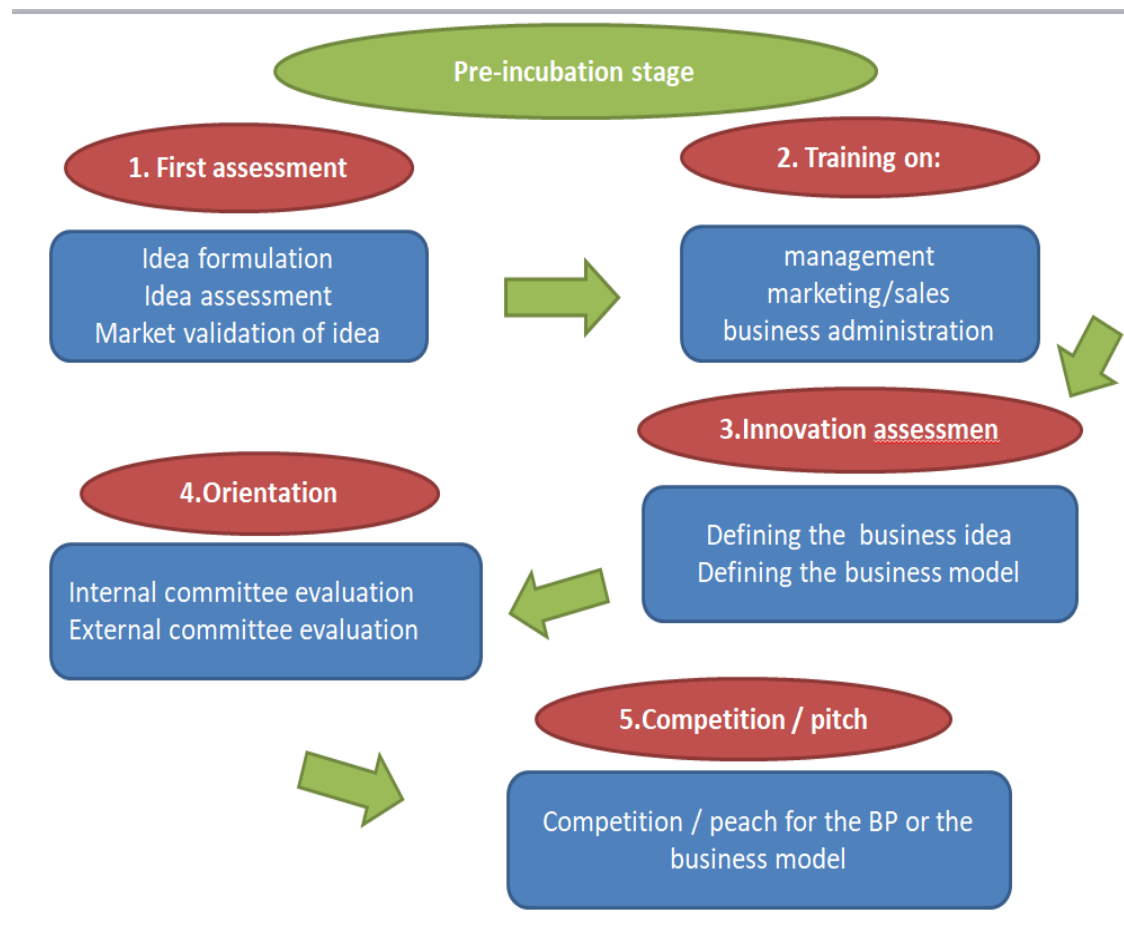 Pre-incubation stage
1. First assessment
Idea formulation
Idea assessment
Market validation of idea
2. Training on:
management
marketing/sales
business administration
3.Innovation assessmen
Defining the  business idea
Defining the business model
4.Orientation
Internal committee evaluation
External committee evaluation
5.Competition / pitch
Competition / peach for the BP or the
business model